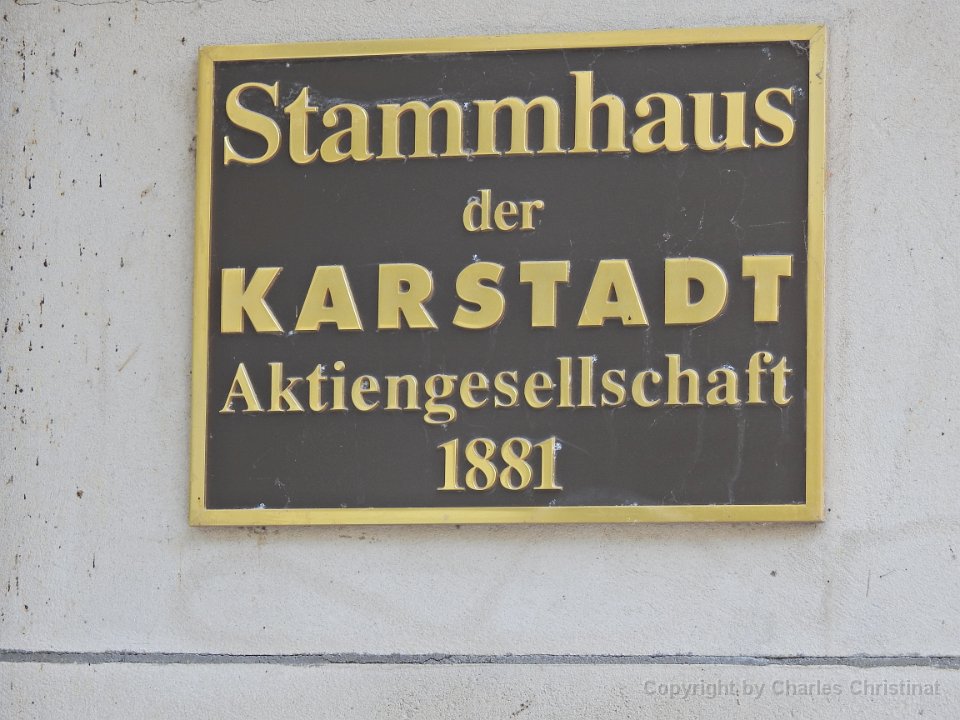 Stammhaus
der
KARSTADT
Aktiengesellschaft
1881
Copyright by Charles Christinat